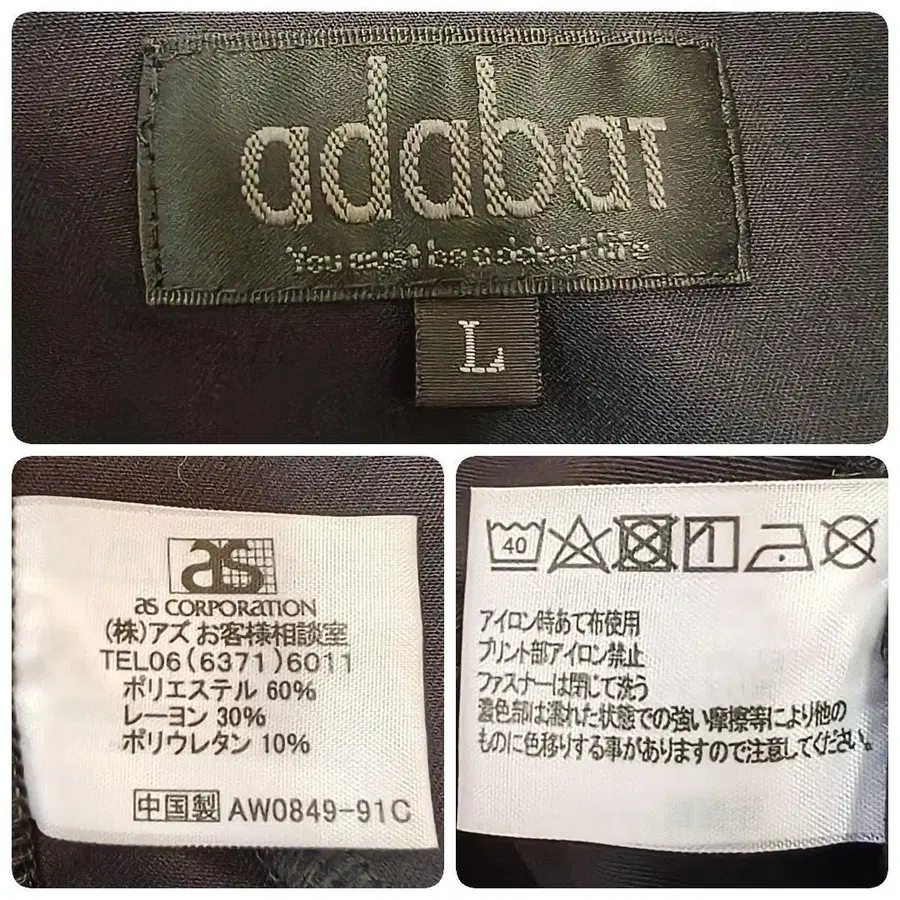 adabat
You must be adabat life
L
as
as CORPORATION
(株)アズ お客様相談室
TEL06(6371)6011
ポリエステル 60%
レーヨン 30%
ポリウレタン 10%
中国製 AW0849-91C
40
アイロン時あて布使用
プリント部アイロン禁止
ファスナーは閉じて洗う
濃色部は濡れた状態での強い摩擦等により他の
ものに色移りする事がありますので注意してください。